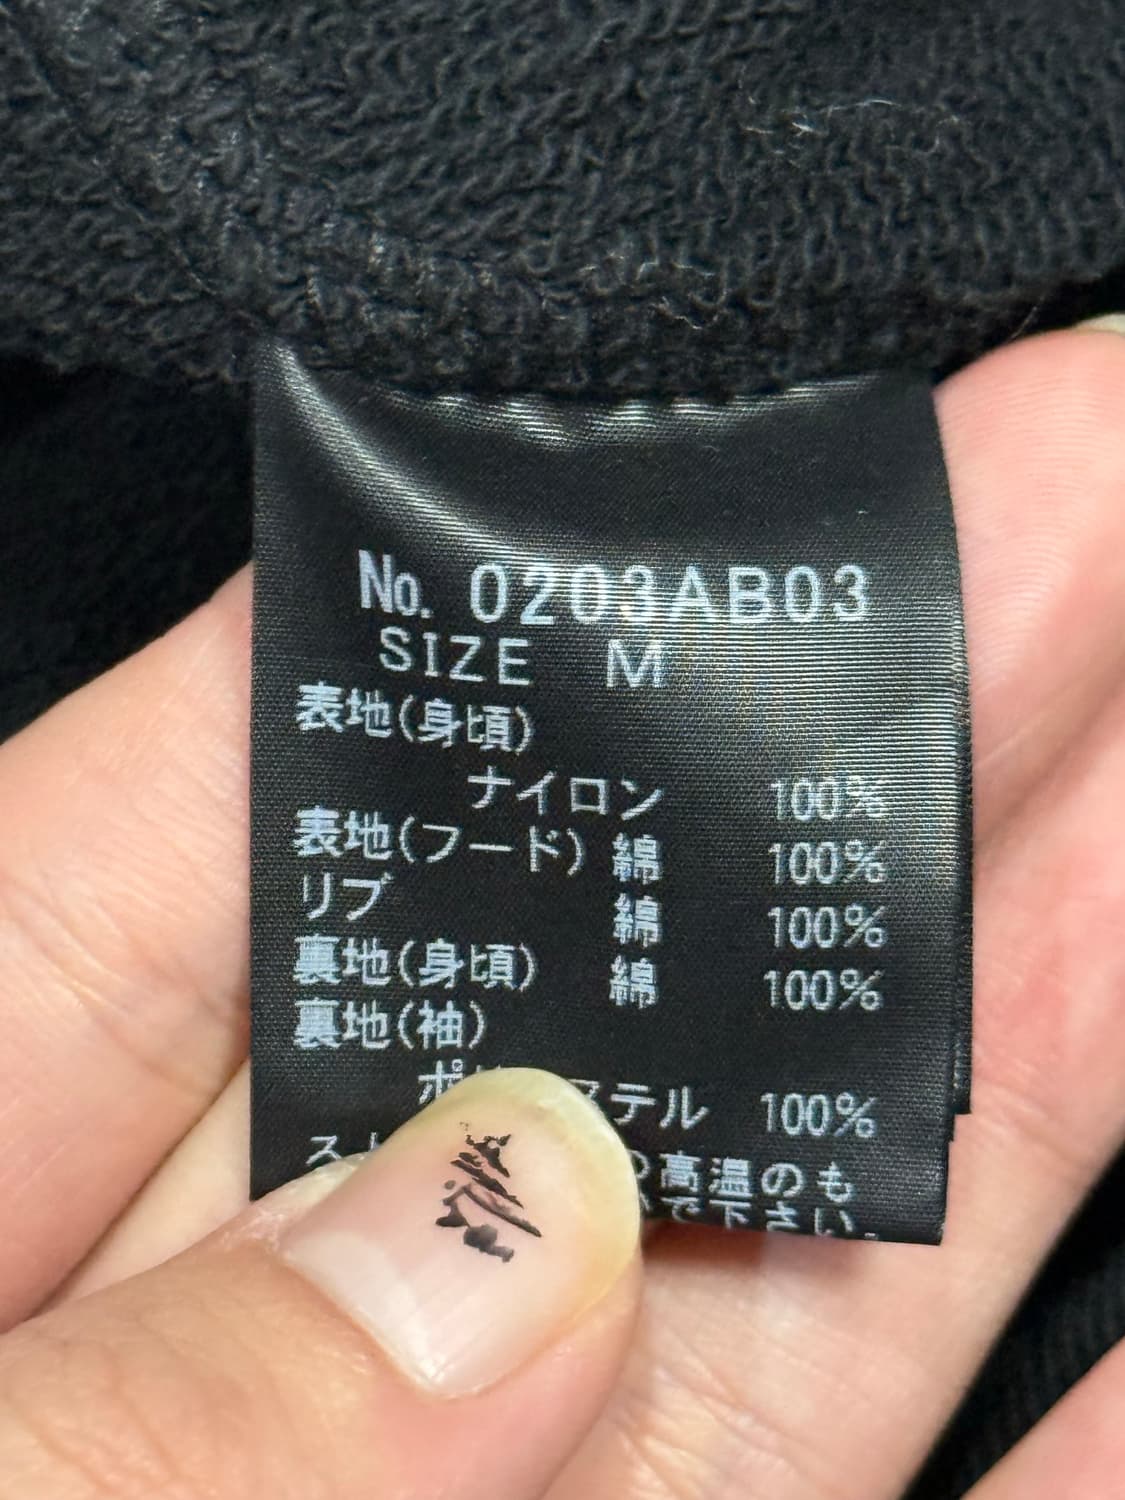 No. 0203AB03
SIZE M
表地(身頃)
ナイロン 100%
表地(フード) 綿 100%
リブ 綿 100%
裏地(身頃) 綿 100%
裏地(袖)
100%
高温のも
で下さい。